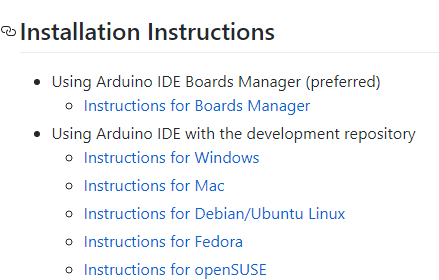 Installation Instructions
Using Arduino IDE Boards Manager (preferred)
Instructions for Boards Manager
Using Arduino IDE with the development repository
Instructions for Windows
Instructions for Mac
Instructions for Debian/Ubuntu Linux
Instructions for Fedora
Instructions for openSUSE